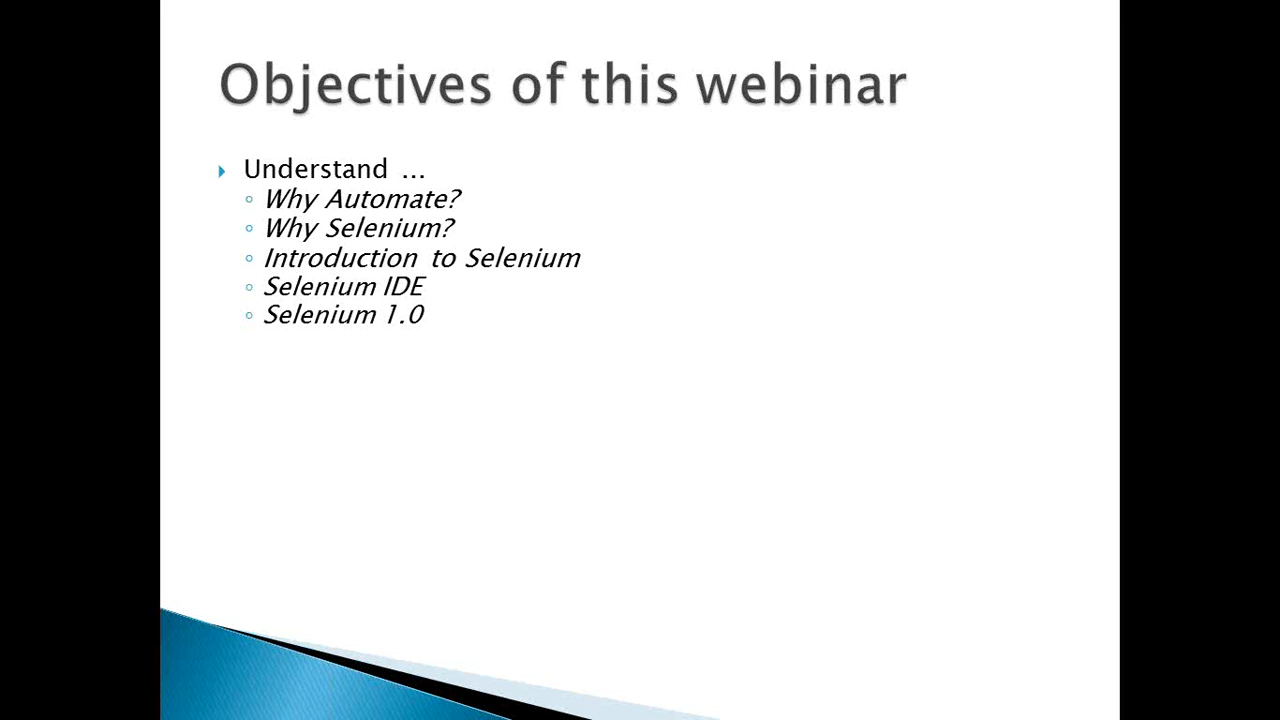 Objectives of this webinar
Understand ...
Why Automate?
Why Selenium?
Introduction to Selenium
Selenium IDE
Selenium 1.0